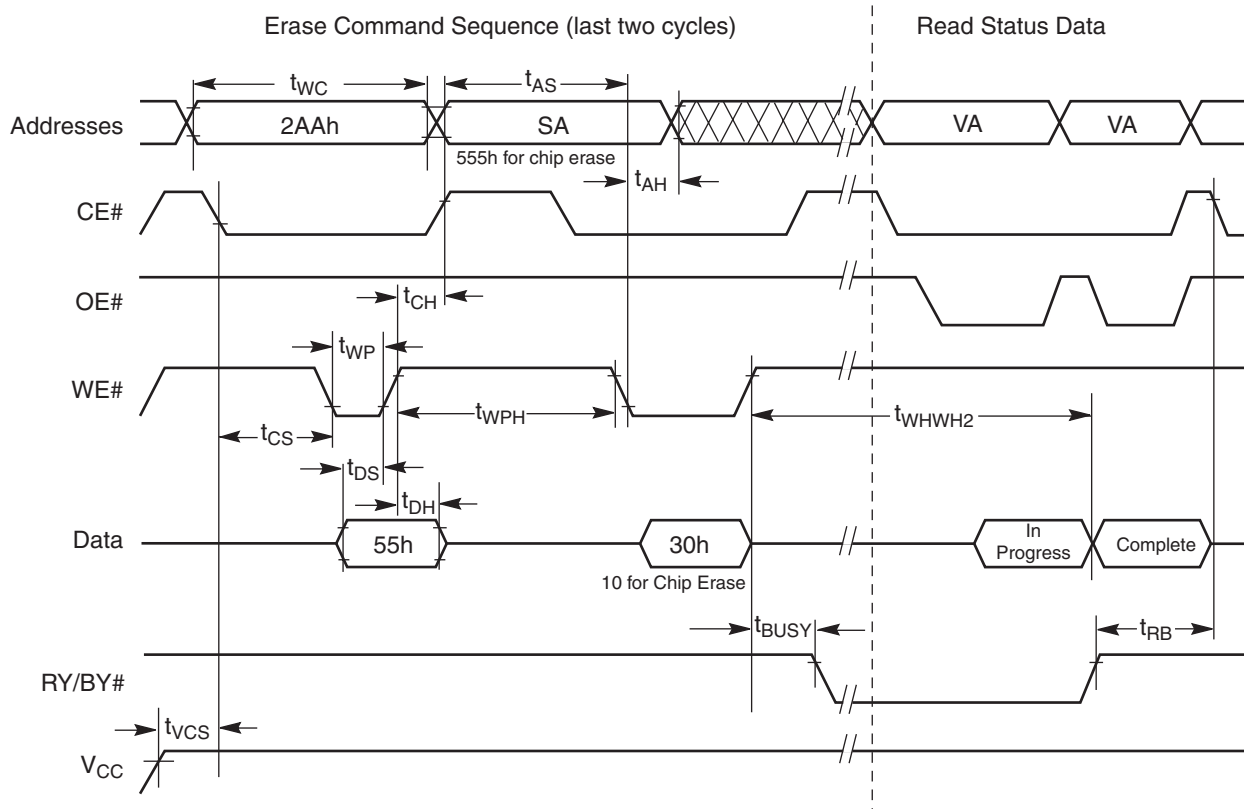 Erase Command Sequence (last two cycles)
Read Status Data
tWC
tAS
Addresses
2AAh
SA
VA
VA
555h for chip erase
tAH
CE#
OE#
tCH
tWP
WE#
tWPH
tWHWH2
tCS
tDS
tDH
Data
55h
30h
In
Progress
Complete
10 for Chip Erase
tBUSY
tRB
RY/BY#
tVCS
VCC